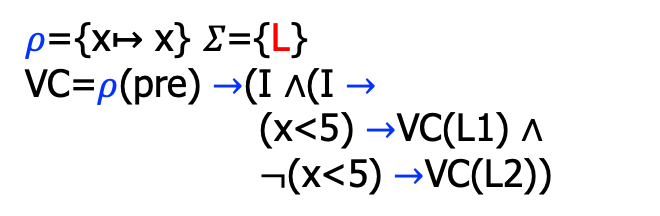 ρ={x↦ x} Σ={L}
VC=ρ(pre) →(I ∧(I →
(x<5) →VC(L1) ∧
¬(x<5) →VC(L2))